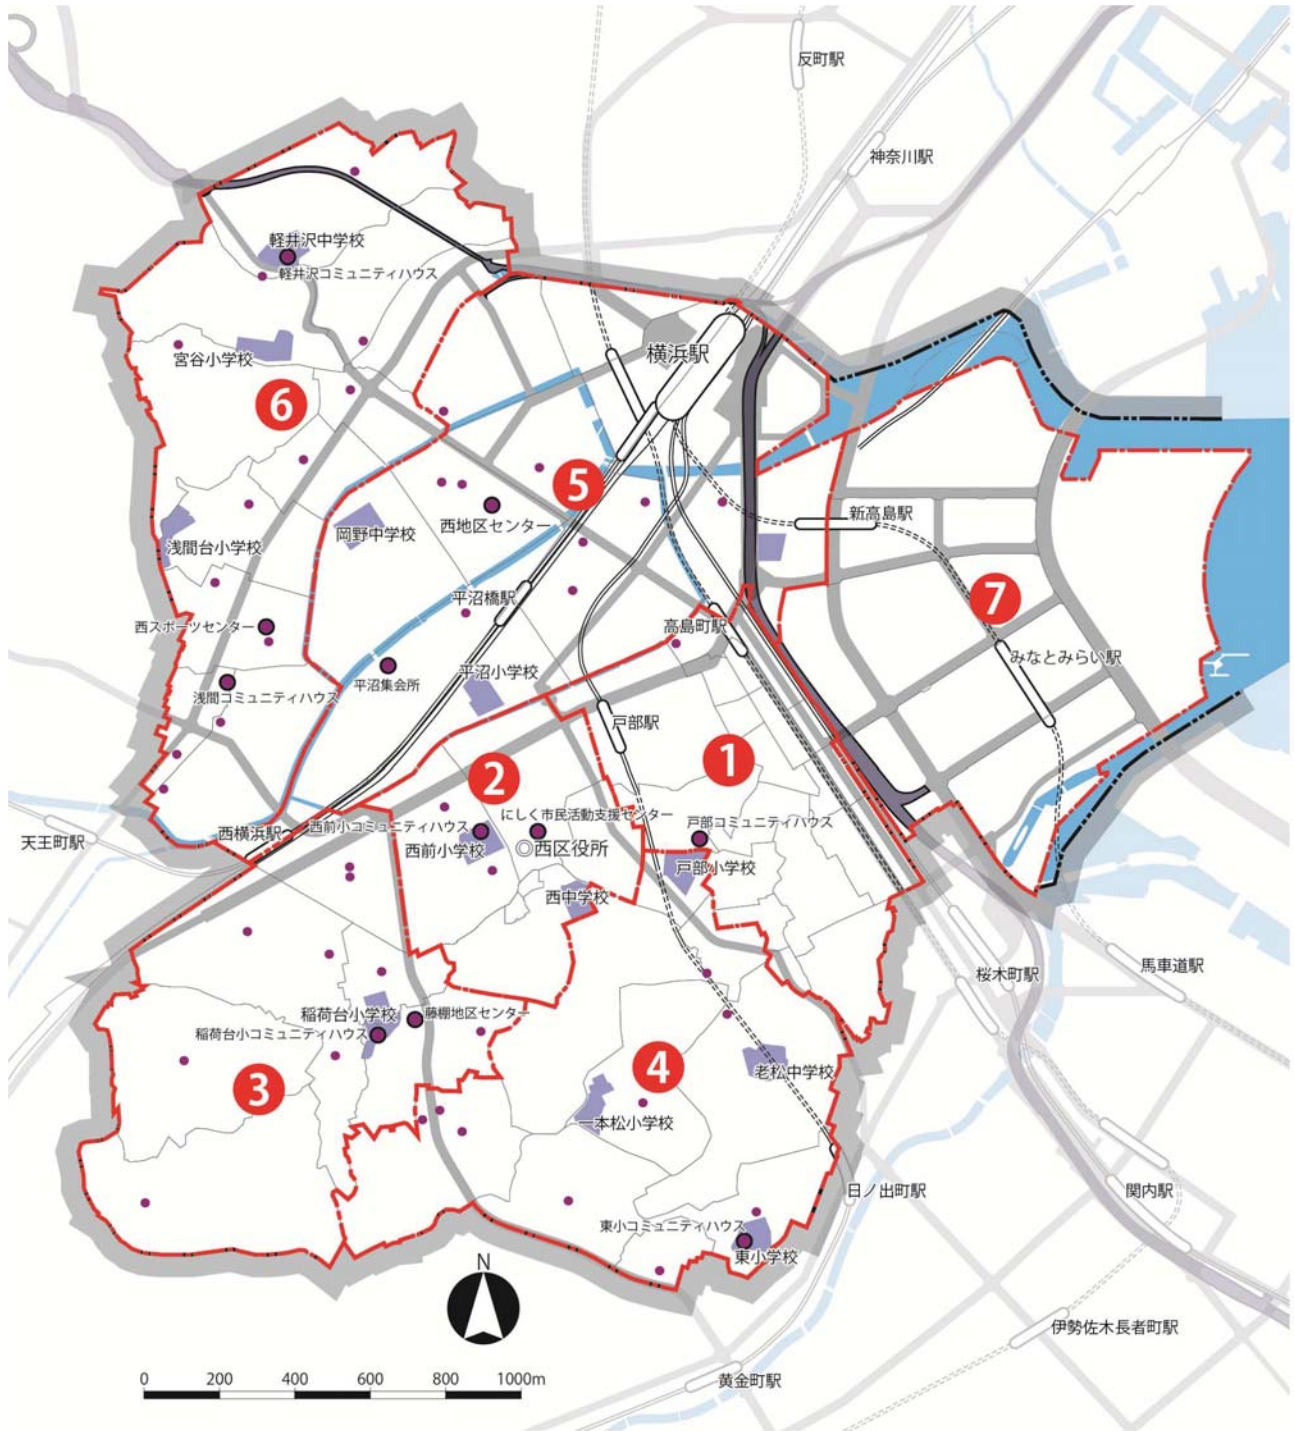 反町駅
神奈川駅
軽井沢中学校
軽井沢コミュニティハウス
横浜駅
宮谷小学校
6
5
新高島駅
西地区センター
岡野中学校
浅間台小学校
7
平沼橋駅
高島町駅
西スポーツセンター
みなとみらい駅
平沼小学校
平沼集会所
浅間コミュニティハウス
戸部駅
1
2
にしく市民活動支援センター
戸部コミュニティハウス
西前小コミュニティハウス
西横浜駅
天王町駅
西前小学校
◎西区役所
戸部小学校
西中学校
馬車道駅
桜木町駅
稲荷台小学校
藤棚地区センター
稲荷台小コミュニティハウス
4
老松中学校
3
一本松小学校
日ノ出町駅
関内駅
東小コミュニティハウス
東小学校
N
伊勢佐木長者町駅
黄金町駅
0 200 400 600 800 1000m